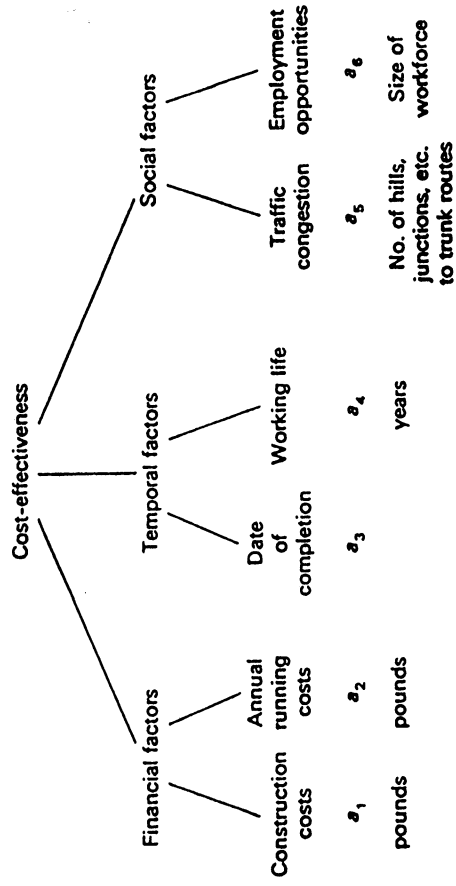 Cost-effectiveness
Financial factors
Temporal factors
Social factors
Construction
costs
Annual
running
costs
Date
of
completion
Working life
Traffic
congestion
Employment
opportunities
a₁
a₂
a₃
a₄
a₅
a₆
pounds
pounds
years
No. of hills,
junctions, etc.
to trunk routes
Size of
workforce